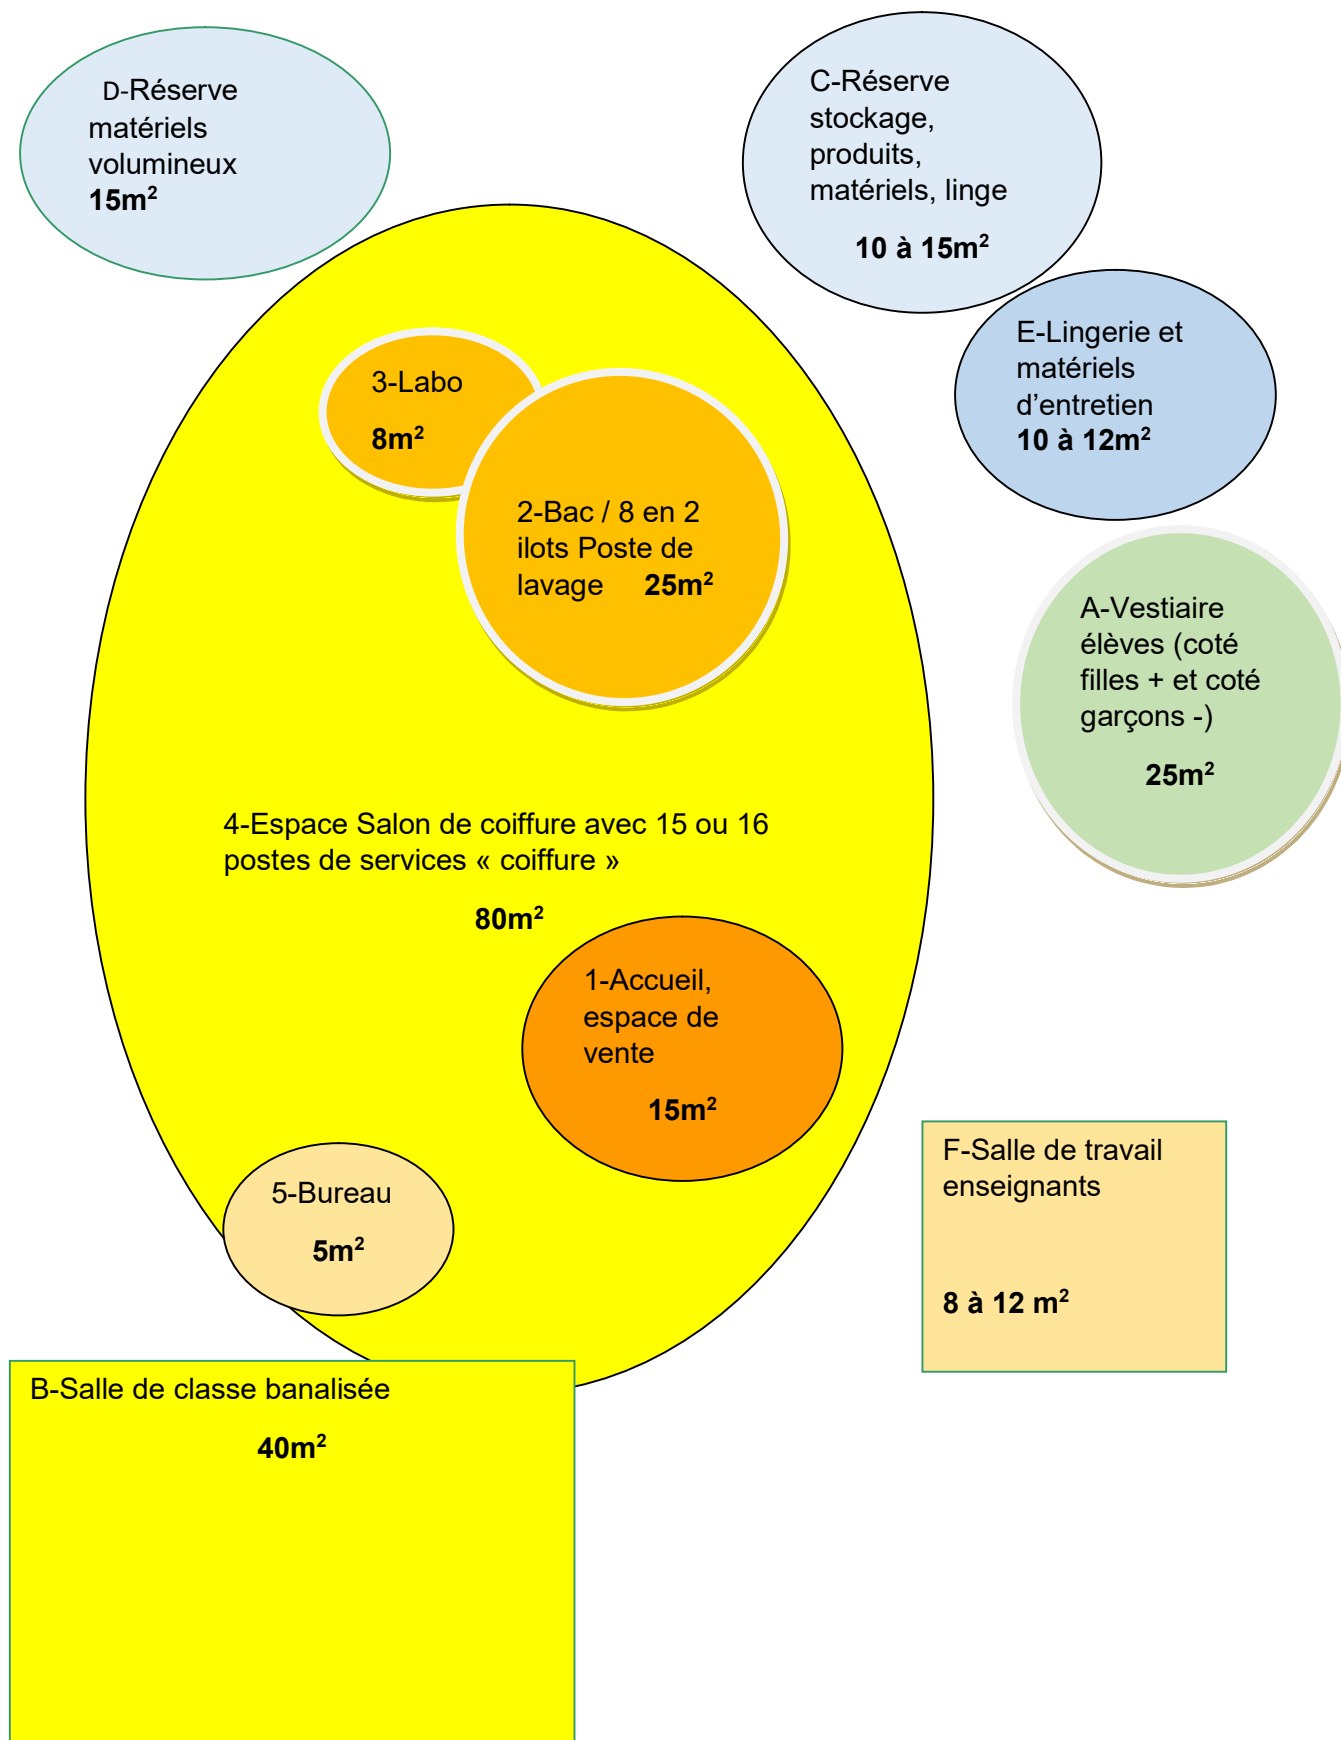 D-Réserve
matériels
volumineux
15m²
C-Réserve
stockage,
produits,
matériels, linge
10 à 15m²
E-Lingerie et
matériels
d’entretien
10 à 12m²
3-Labo
8m²
2-Bac / 8 en 2
ilots Poste de
lavage 25m²
A-Vestiaire
élèves (coté
filles + et coté
garçons -)
25m²
4-Espace Salon de coiffure avec 15 ou 16
postes de services « coiffure »
80m²
1-Accueil,
espace de
vente
15m²
F-Salle de travail
enseignants
8 à 12 m²
5-Bureau
5m²
B-Salle de classe banalisée
40m²